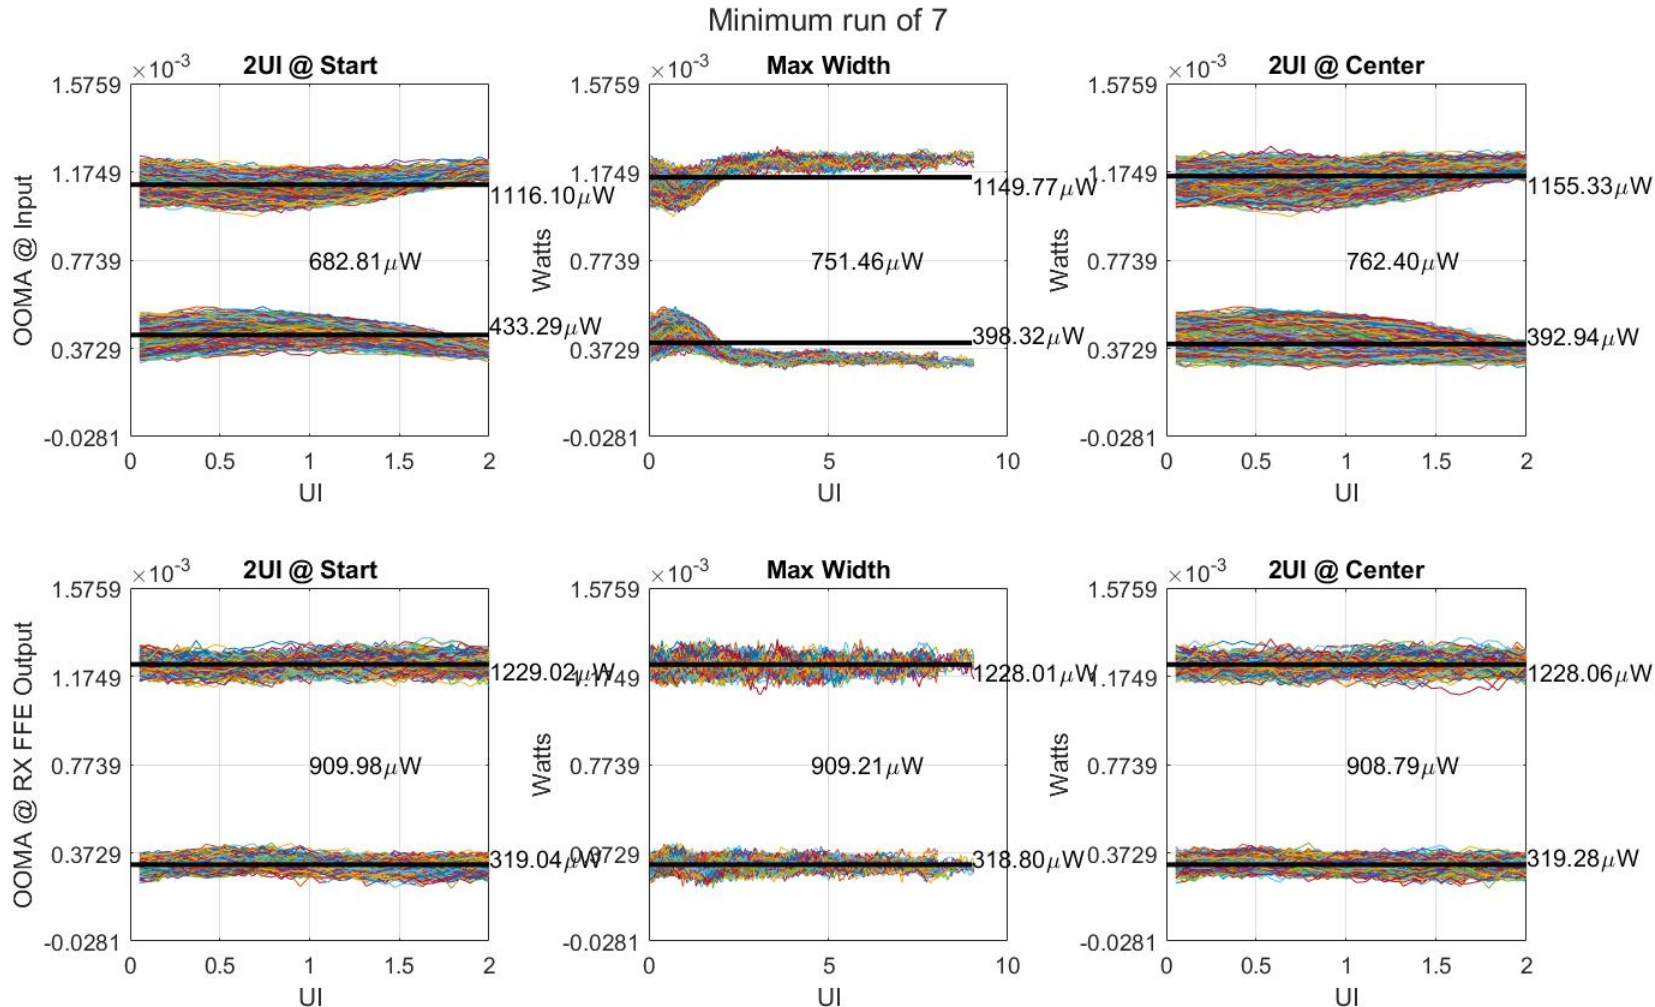 Minimum run of 7
2UI @ Start
×10⁻³
1.5759
1.1749
0.7739
0.3729
-0.0281
OOMA @ Input
1116.10µW
682.81µW
433.29µW
0 0.5 1 1.5 2
UI
Max Width
×10⁻³
1.5759
1.1749
0.7739
0.3729
-0.0281
Watts
1149.77µW
751.46µW
398.32µW
0 5 10
UI
2UI @ Center
×10⁻³
1.5759
1.1749
0.7739
0.3729
-0.0281
Watts
1155.33µW
762.40µW
392.94µW
0 0.5 1 1.5 2
UI
2UI @ Start
×10⁻³
1.5759
1.1749
0.7739
0.3729
-0.0281
OOMA @ RX FFE Output
1229.02µW
909.98µW
319.04µW
0 0.5 1 1.5 2
UI
Max Width
×10⁻³
1.5759
1.1749
0.7739
0.3729
-0.0281
Watts
1228.01µW
909.21µW
318.80µW
0 5 10
UI
2UI @ Center
×10⁻³
1.5759
1.1749
0.7739
0.3729
-0.0281
Watts
1228.06µW
908.79µW
319.28µW
0 0.5 1 1.5 2
UI